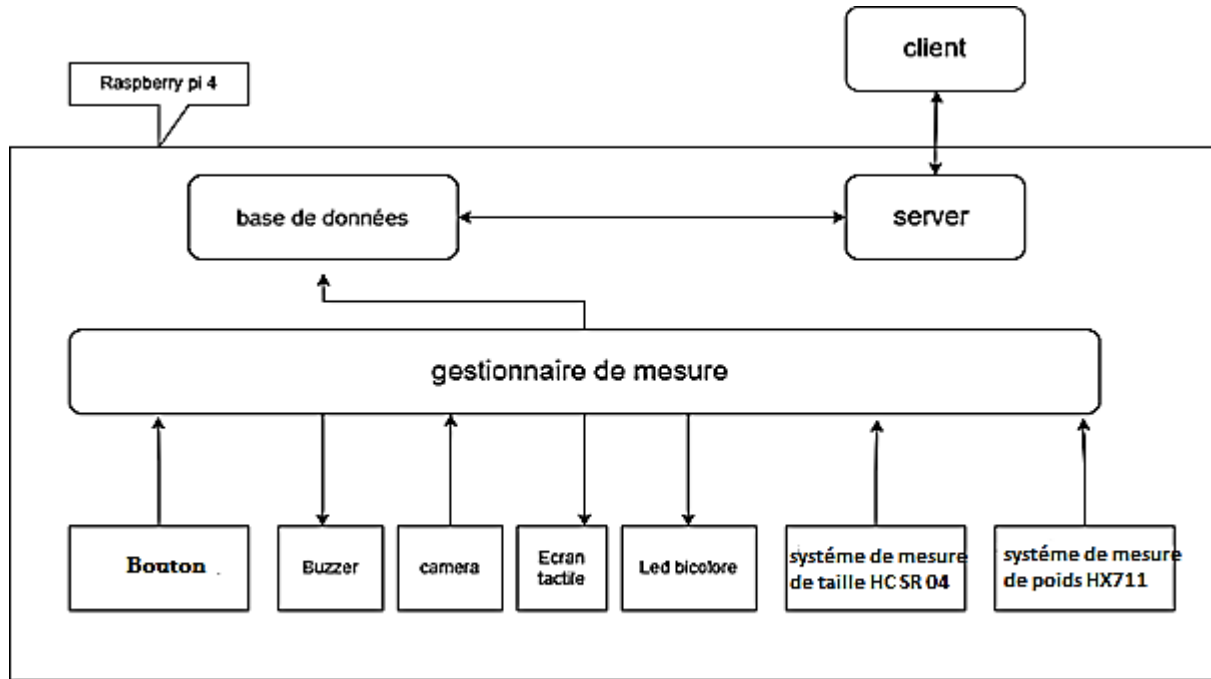 client
Raspberry pi 4
base de données
server
gestionnaire de mesure
Bouton
Buzzer
camera
Ecran
tactile
Led bicolore
systéme de mesure
de taille HC SR 04
systéme de mesure
de poids HX711